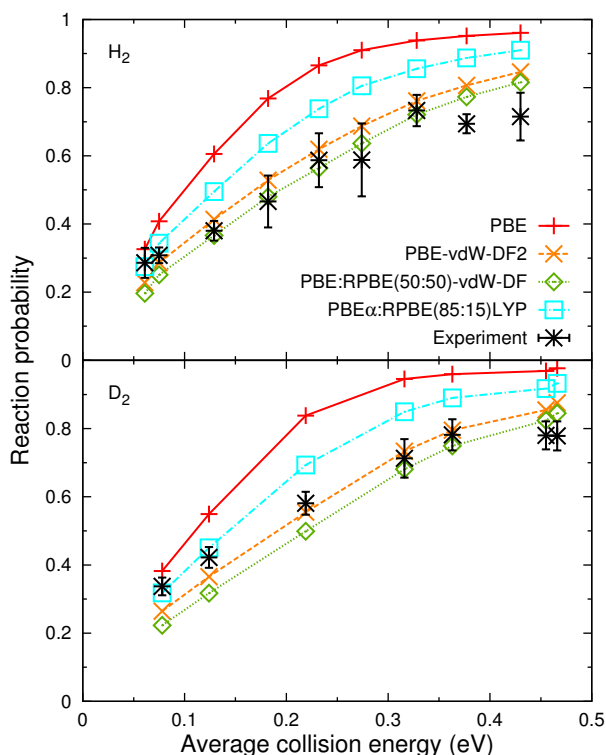 Reaction probability
1
0.8
0.6
0.4
0.2
0
H2
PBE
PBE-vdW-DF2
PBE:RPBE(50:50)-vdW-DF
PBEα:RPBE(85:15)LYP
Experiment
0.8
0.6
0.4
0.2
0
D2
0
0.1
0.2
0.3
0.4
0.5
Average collision energy (eV)